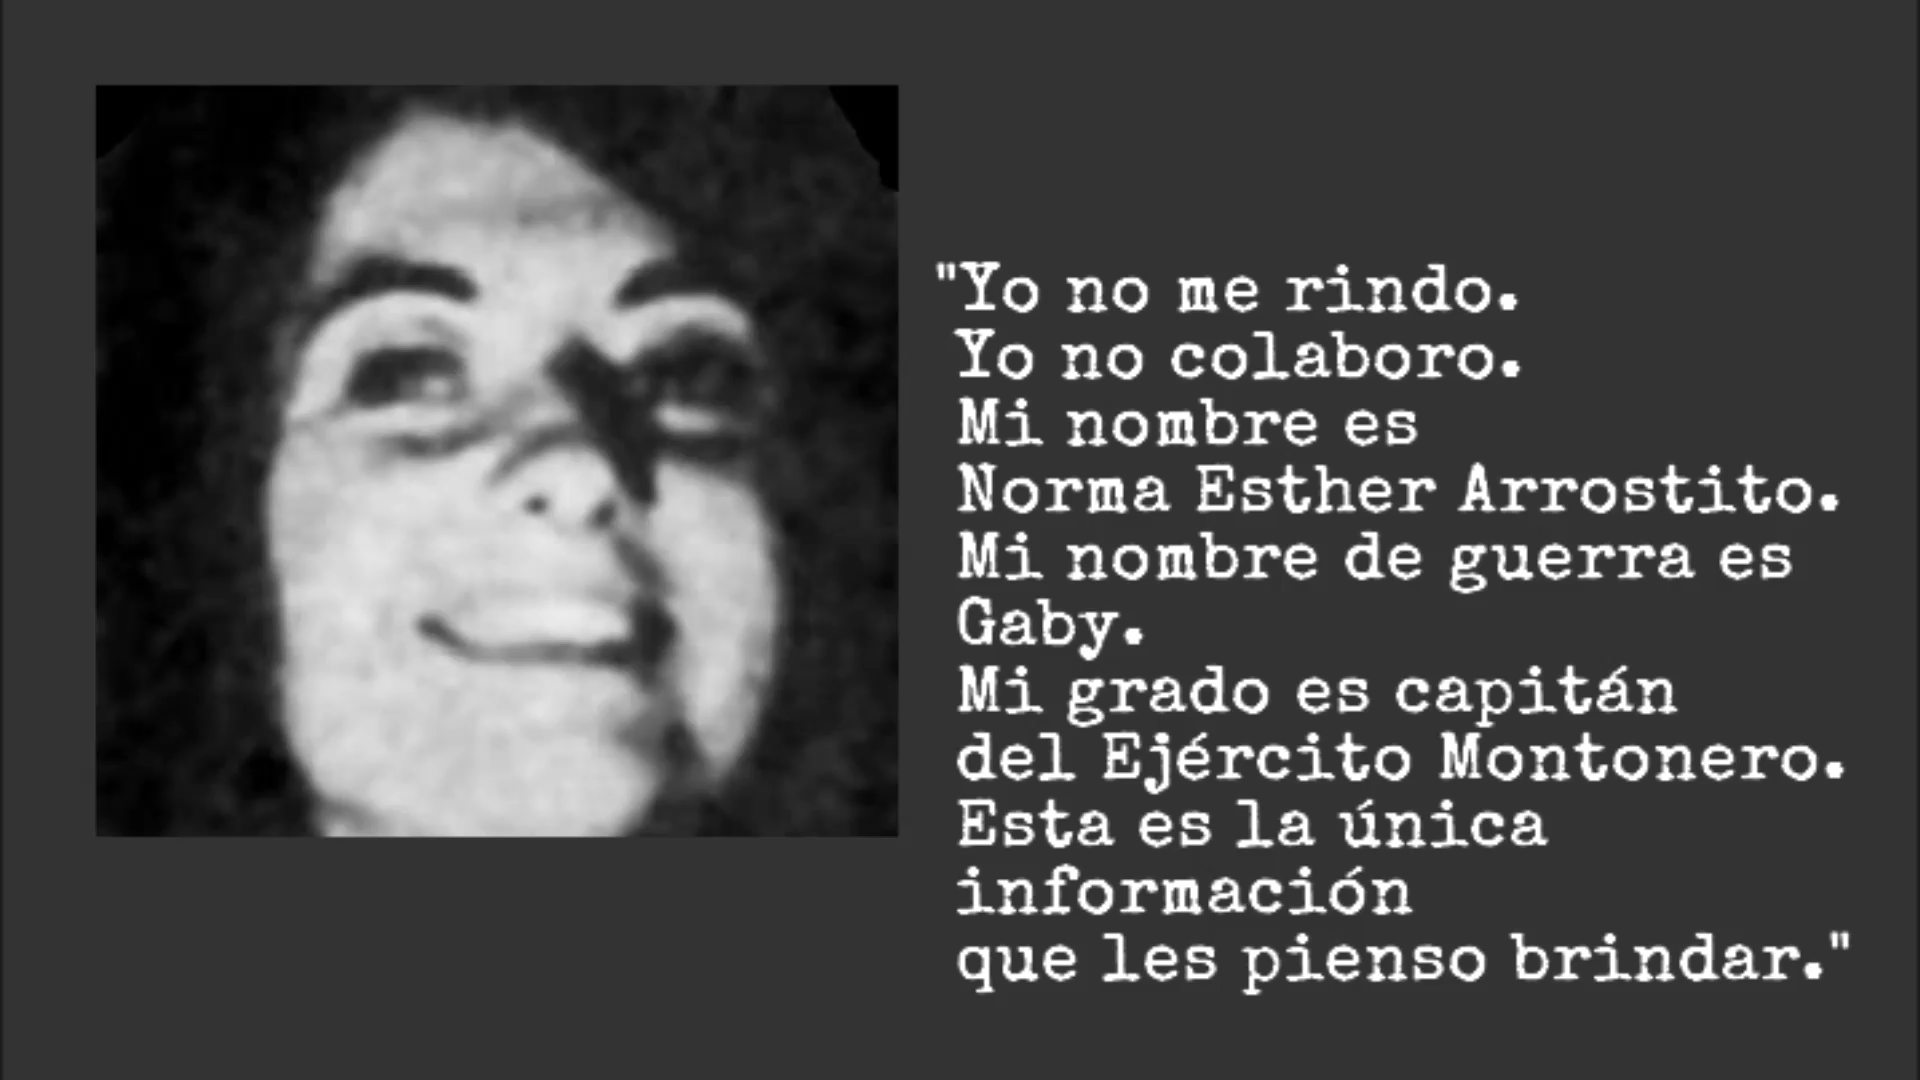 "Yo no me rindo.
Yo no colaboro.
Mi nombre es
Norma Esther Arrostito.
Mi nombre de guerra es
Gaby.
Mi grado es capitán
del Ejército Montonero.
Esta es la única
información
que les pienso brindar."